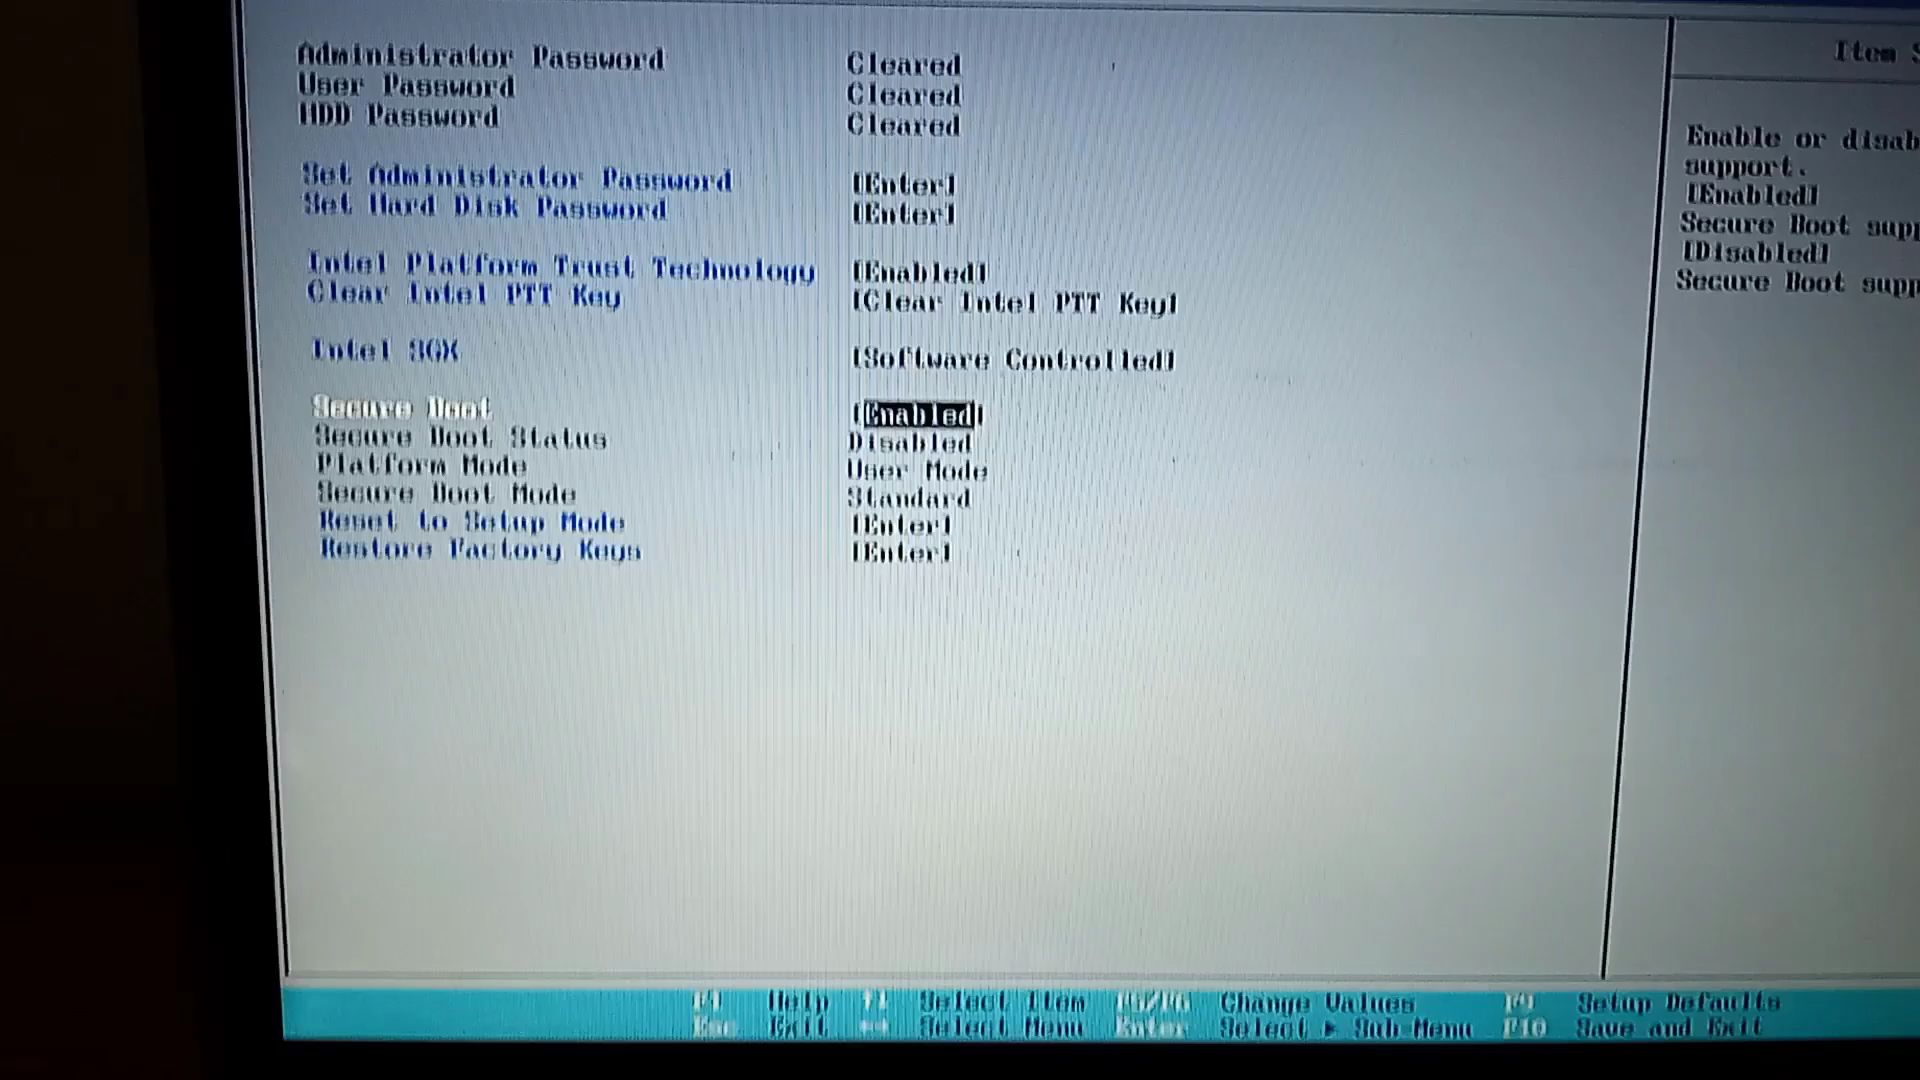 Item
Administrator Password Cleared
User Password Cleared
HDD Password Cleared
Set Administrator Password [Enter]
Set Hard Disk Password [Enter]
Intel Platform Trust Technology [Enabled]
Clear Intel PTT Key [Clear Intel PTT Key]
Intel SGX [Software Controlled]
Secure Boot [Enabled]
Secure Boot Status Disabled
Platform Mode User Mode
Secure Boot Mode Standard
Reset to Setup Mode [Enter]
Restore Factory Keys [Enter]
Enable or disab
support.
[Enabled]
Secure Boot supp
[Disabled]
Secure Boot supp
F1 Help ↑↓ Select Item F5/F6 Change Values F9 Setup Defaults
Esc Exit ↔ Select Menu Enter Select ▶ Sub-Menu F10 Save and Exit